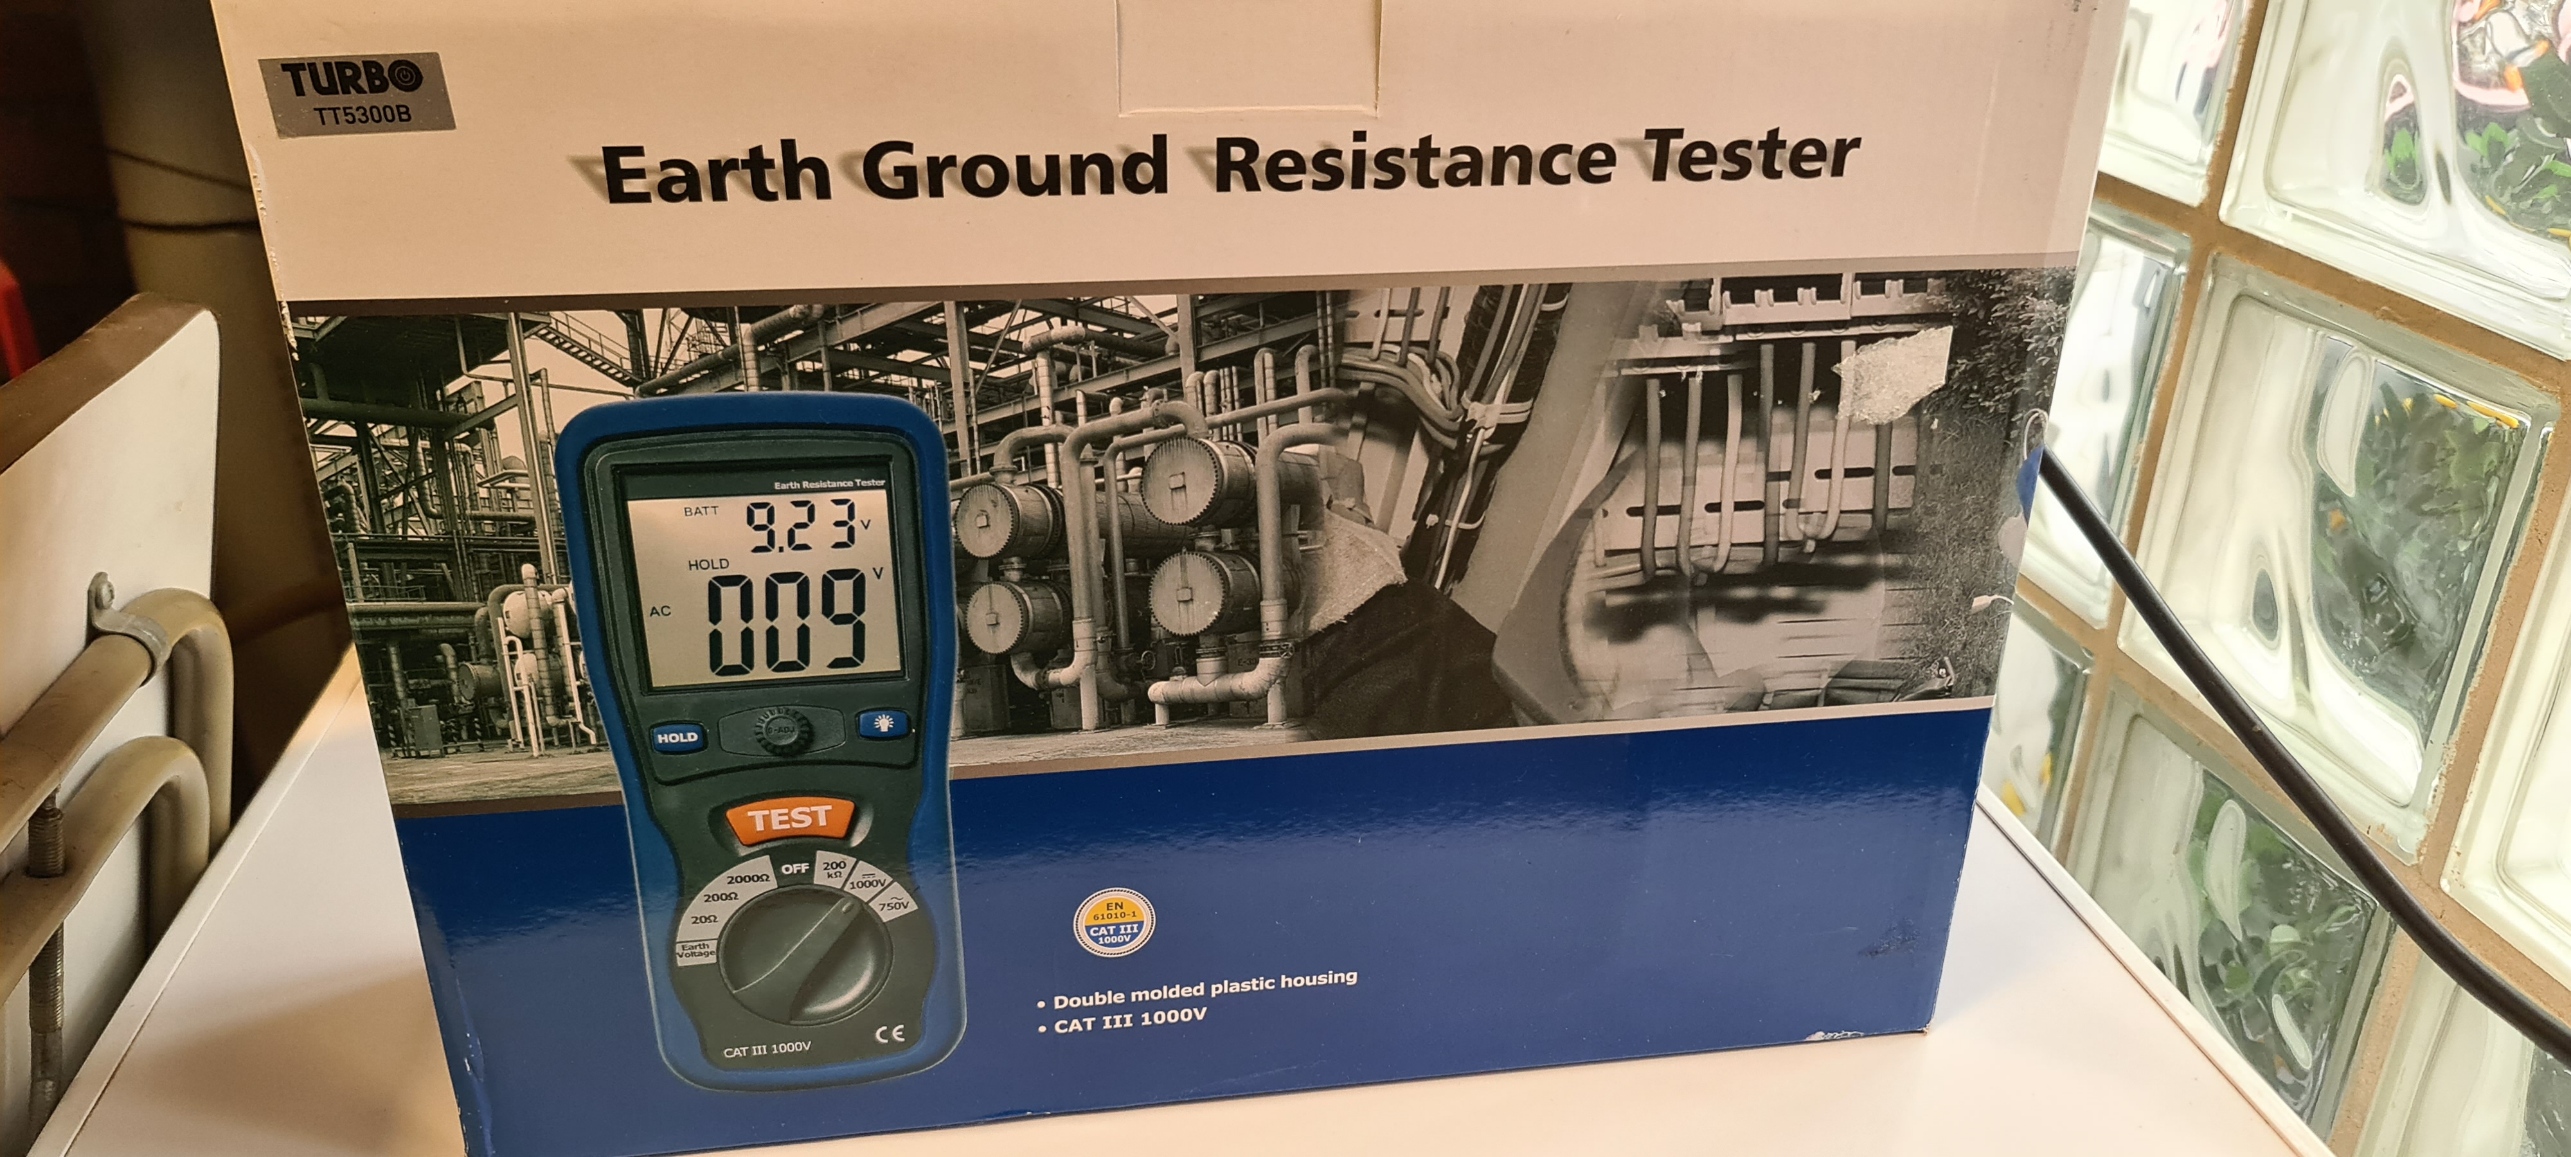 TURBO
TT5300B
Earth Ground Resistance Tester
Earth Resistance Tester
BATT 9.23 V
HOLD
AC 009 V
HOLD
0-ADJ
TEST
OFF
200
kΩ
1000V
750V
2000Ω
200Ω
20Ω
Earth
Voltage
CAT III 1000V
CE
EN
61010-1
CAT III
1000V
• Double molded plastic housing
• CAT III 1000V